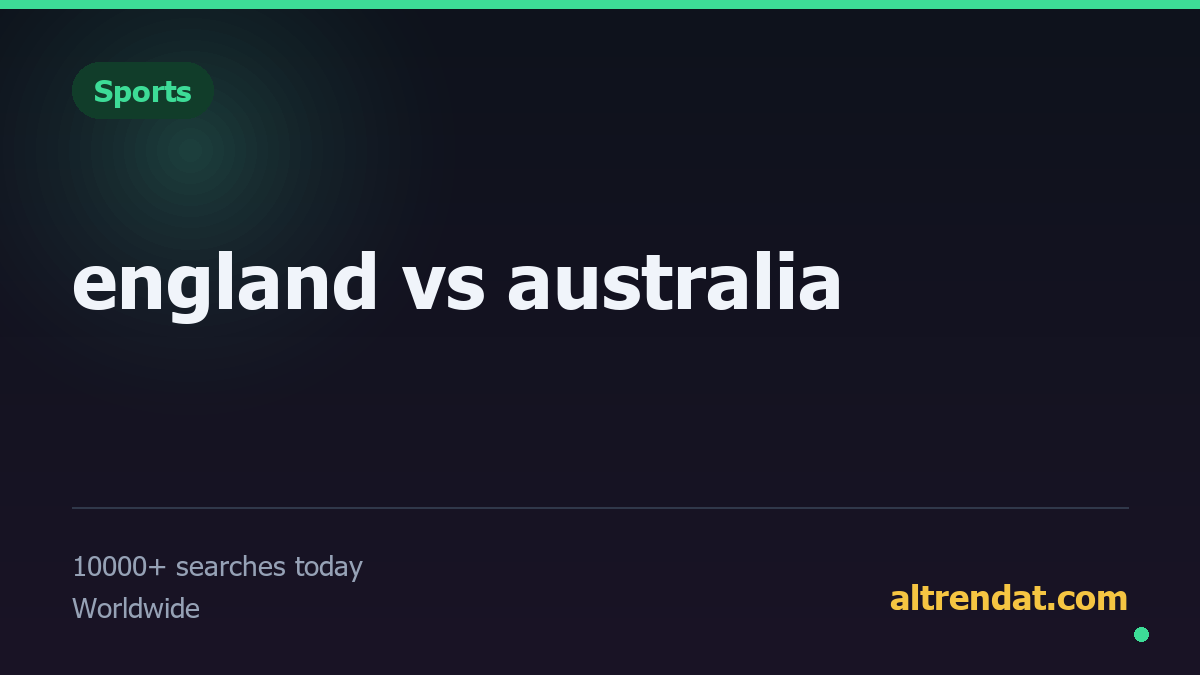 Sports
england vs australia
10000+ searches today
Worldwide
altrendat.com